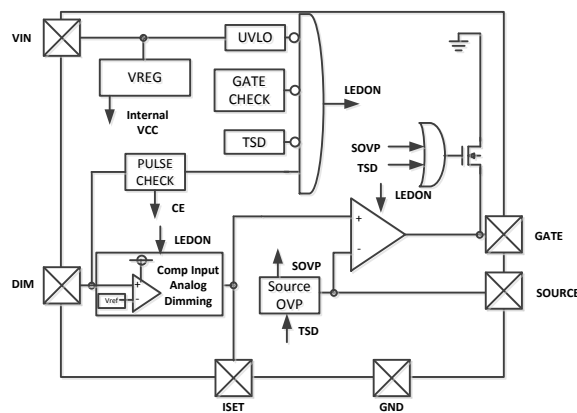 VIN
UVLO
VREG
GATE
CHECK
LEDON
Internal
VCC
TSD
SOVP
TSD
PULSE
CHECK
LEDON
CE
+
-
GATE
LEDON
DIM
Comp Input
Analog
Dimming
+
-
Vref
SOVP
Source
OVP
SOURCE
TSD
ISET
GND